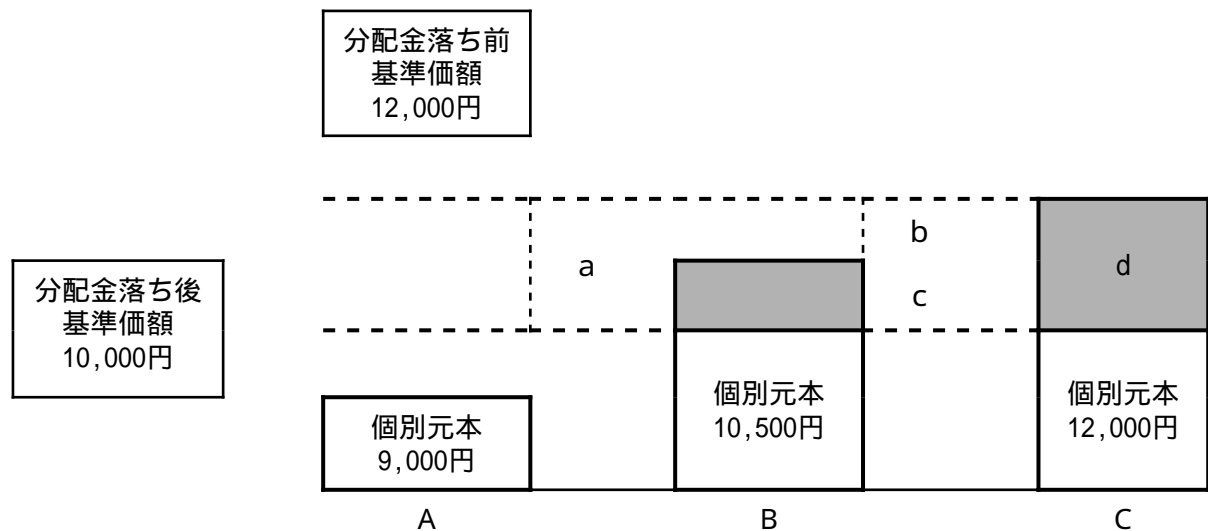 分配金落ち前
基準価額
12,000円
分配金落ち後
基準価額
10,000円
a
b
c
d
個別元本
9,000円
個別元本
10,500円
個別元本
12,000円
A
B
C